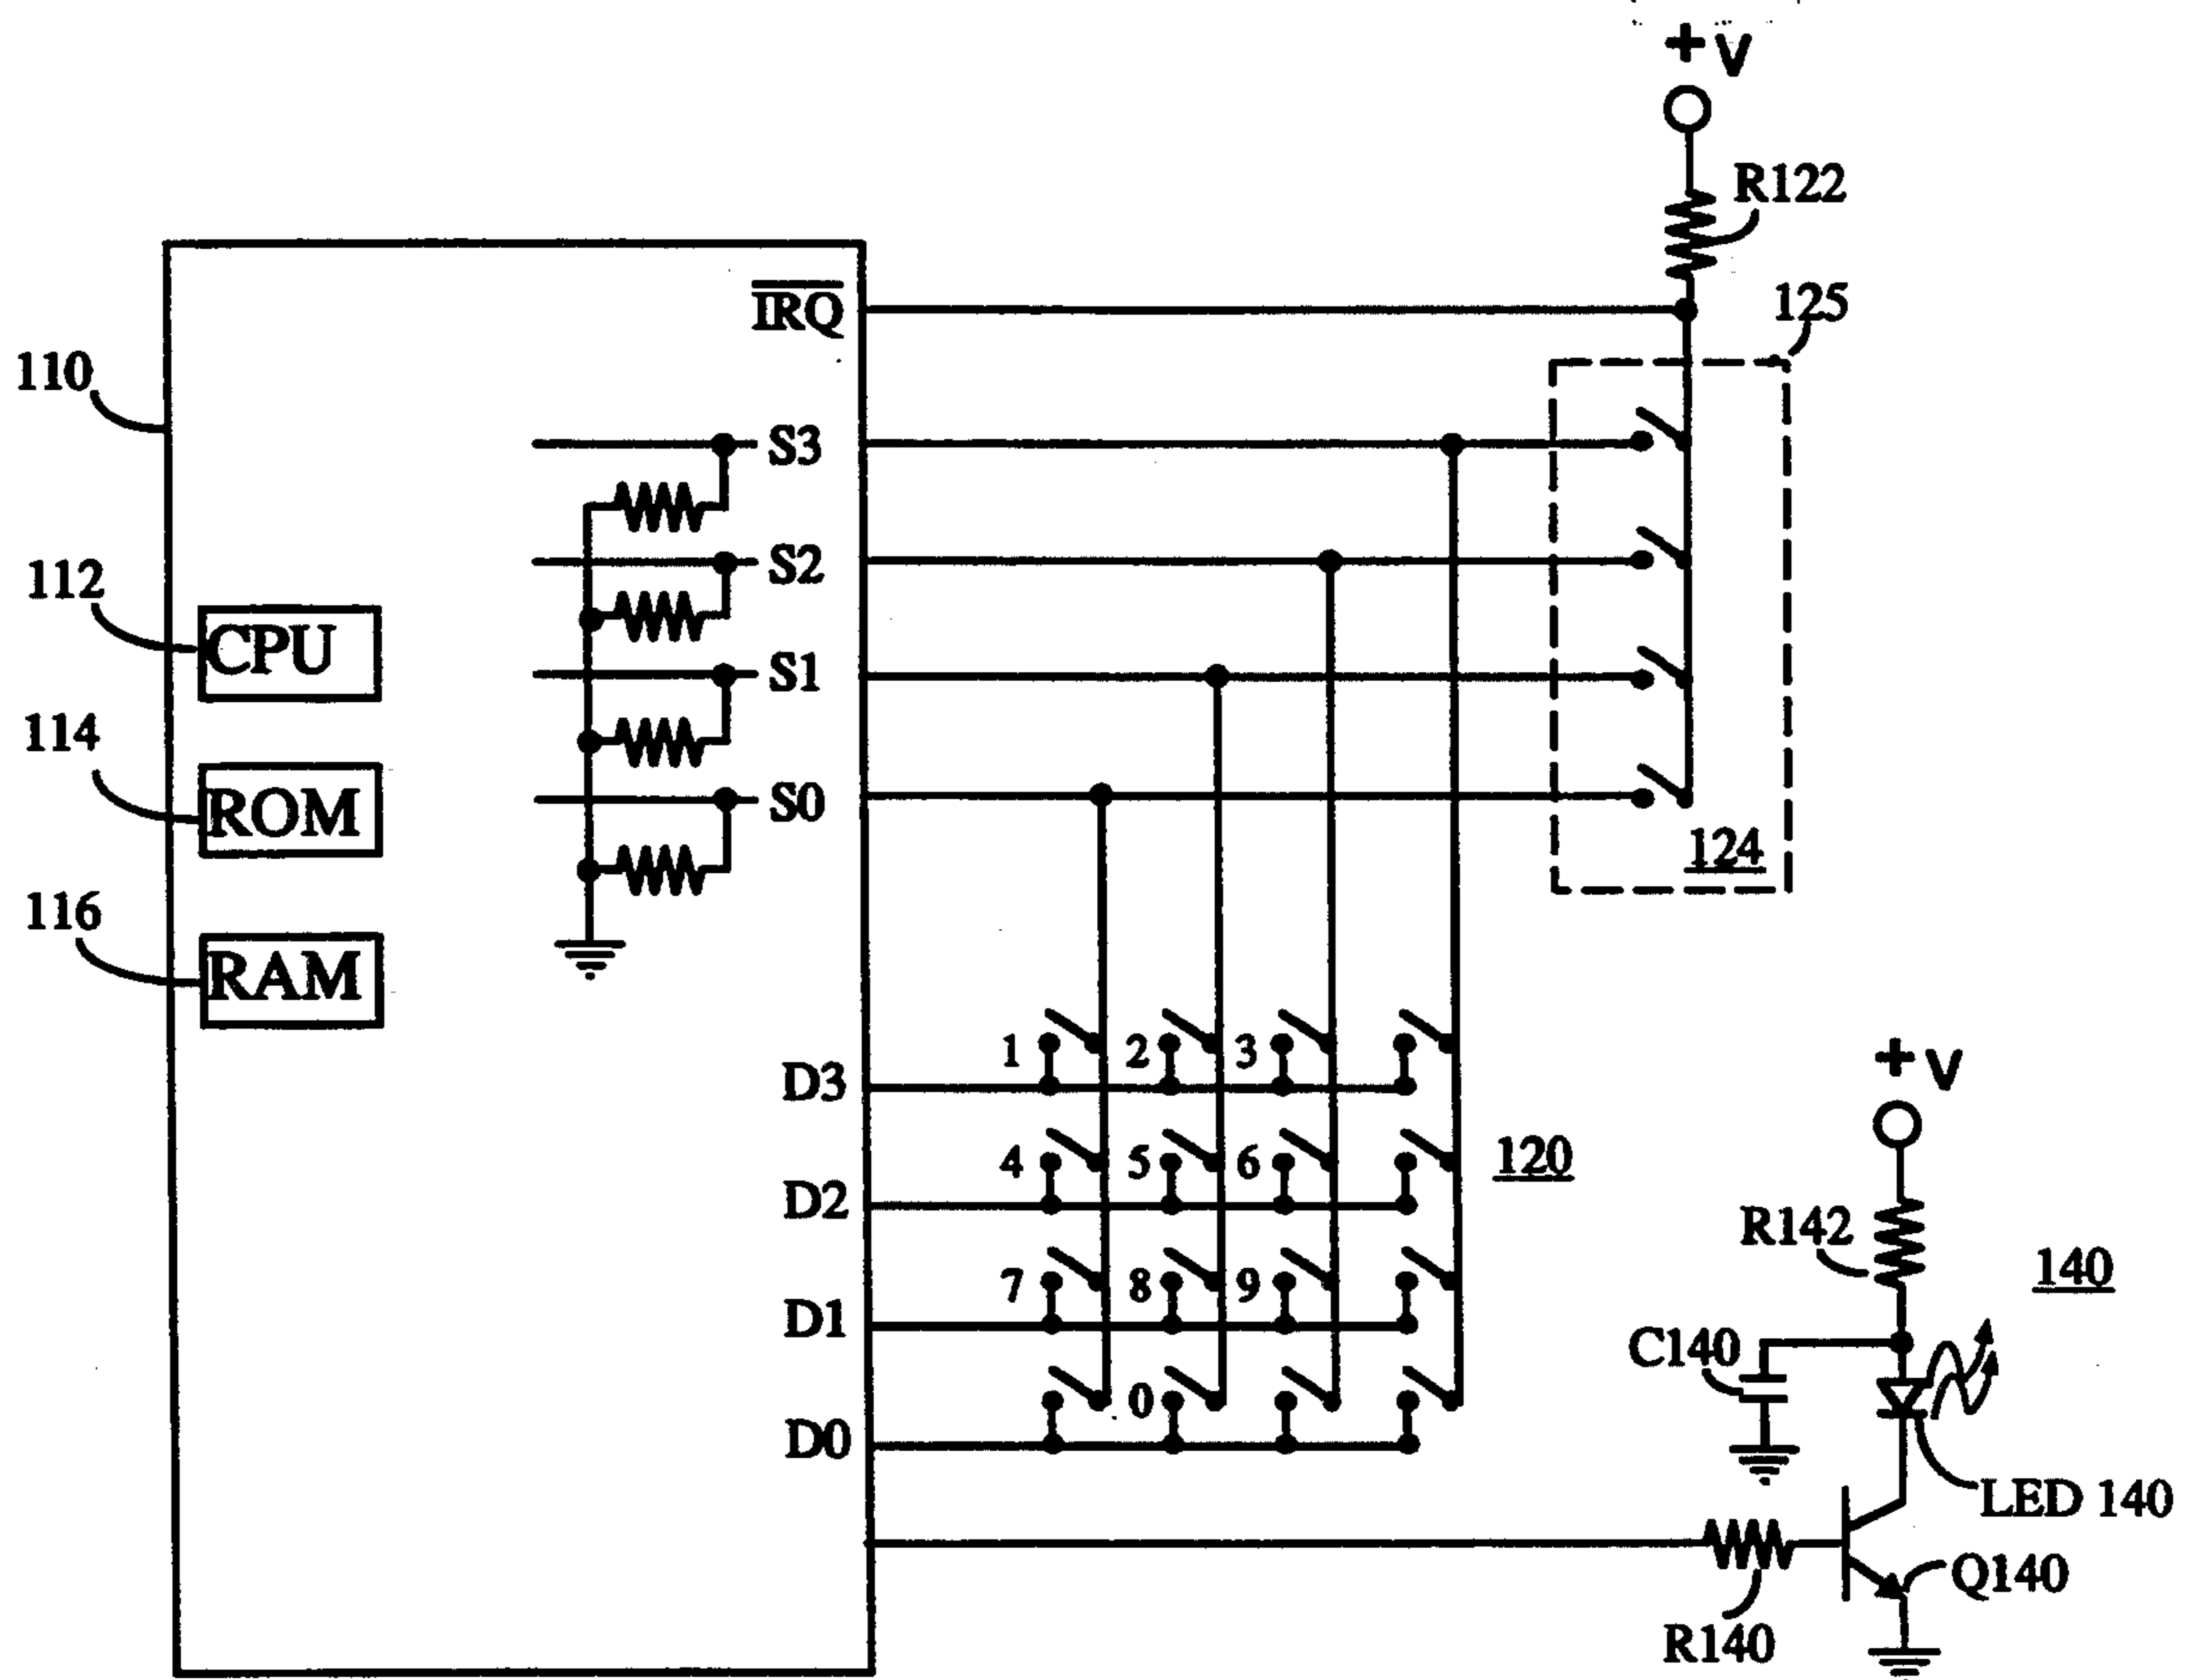 +V
R122
IRQ
125
110
S3
S2
112
CPU
S1
114
ROM
S0
124
116
RAM
1 2 3
D3
+V
4 5 6
120
D2
R142
140
7 8 9
D1
C140
0
D0
LED 140
Q140
R140